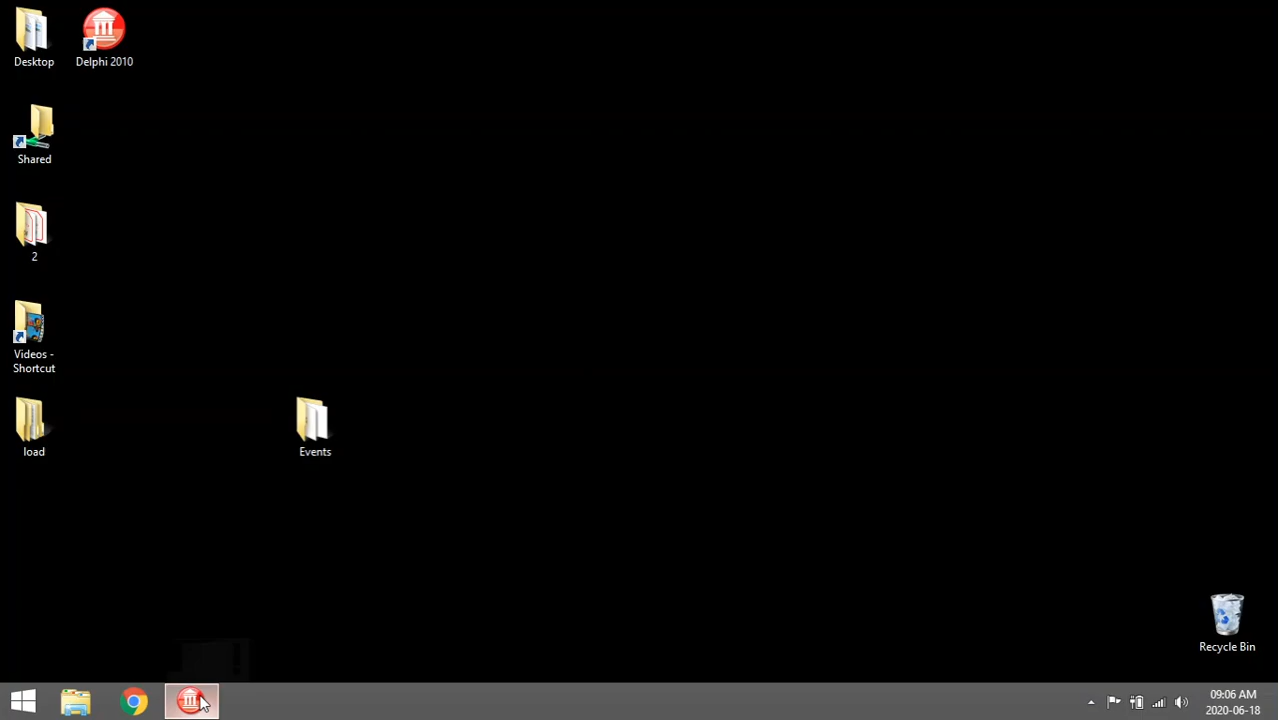 Desktop
Delphi 2010
Shared
2
Videos -
Shortcut
load
Events
Recycle Bin
09:06 AM
2020-06-18